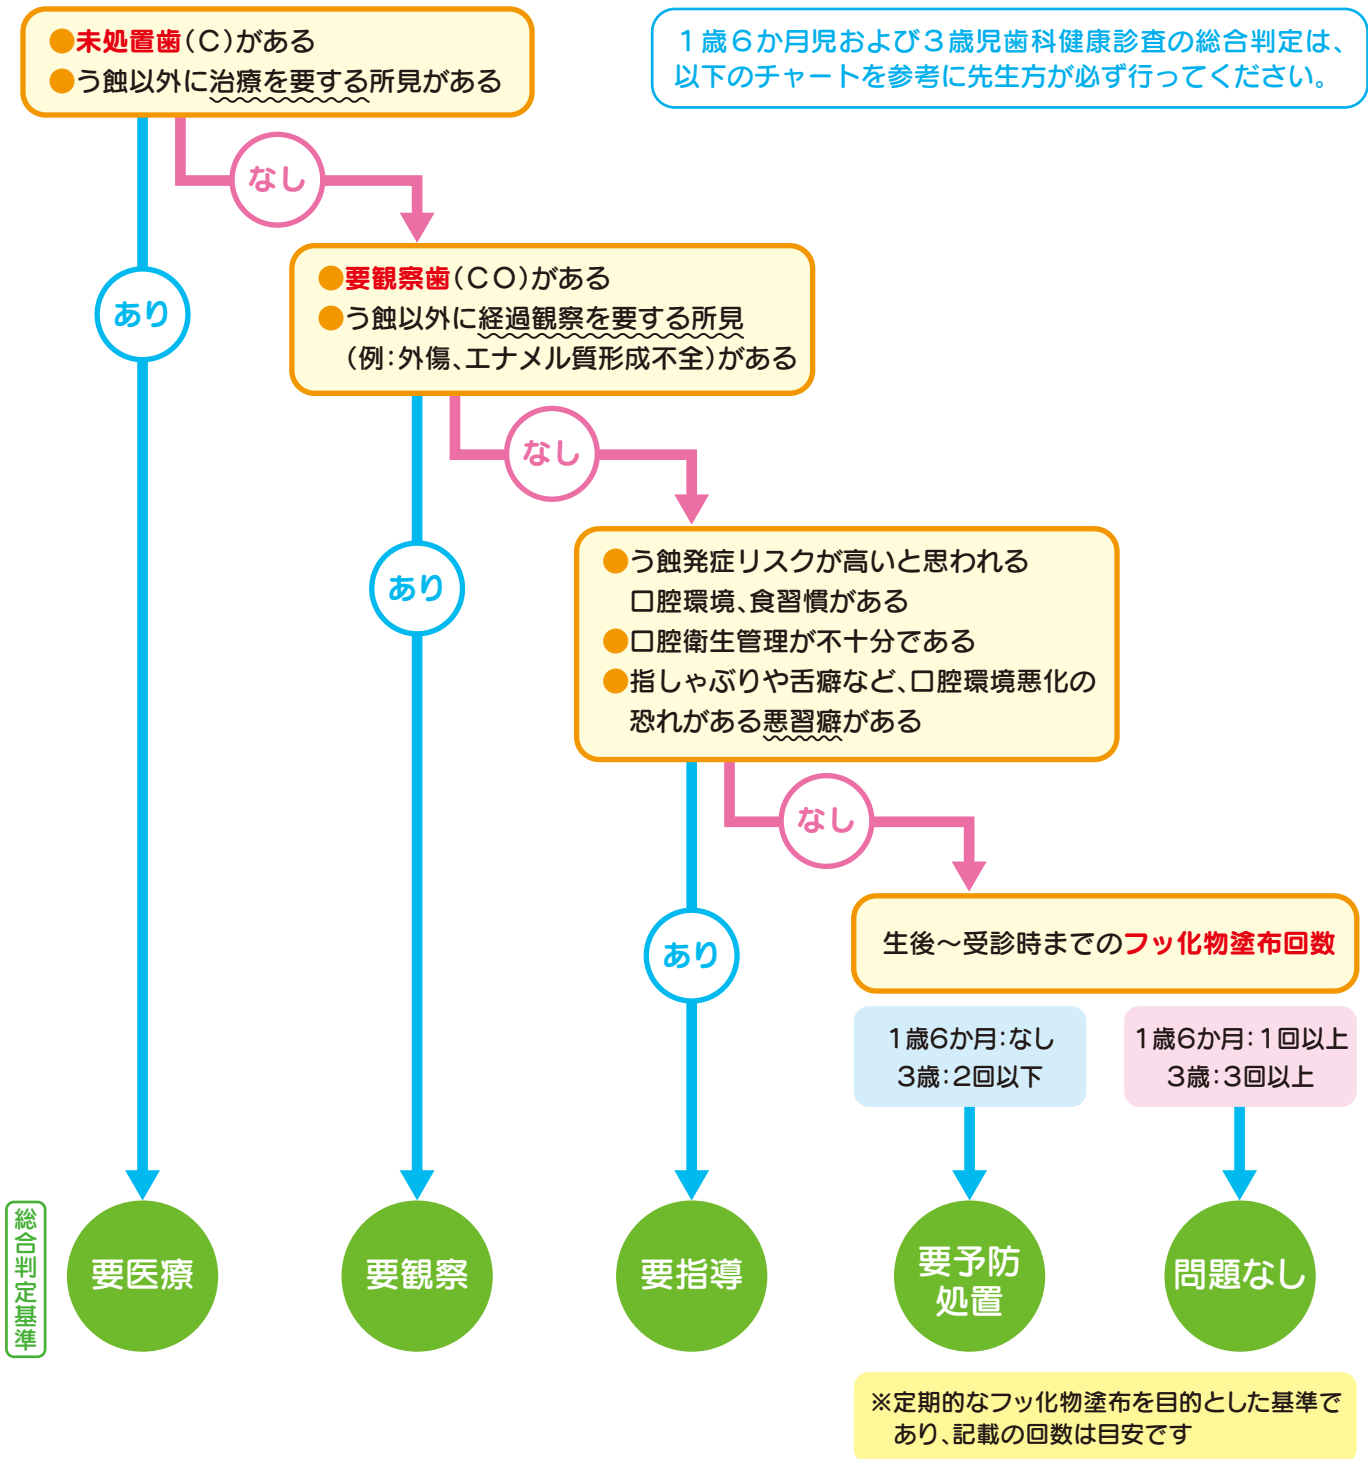 ●未処置歯(C)がある
●う蝕以外に治療を要する所見がある
1歳6か月児および3歳児歯科健康診査の総合判定は、
以下のチャートを参考に先生方が必ず行ってください。
なし
あり
●要観察歯(CO)がある
●う蝕以外に経過観察を要する所見
(例:外傷、エナメル質形成不全)がある
なし
あり
●う蝕発症リスクが高いと思われる
口腔環境、食習慣がある
●口腔衛生管理が不十分である
●指しゃぶりや舌癖など、口腔環境悪化の
恐れがある悪習癖がある
なし
あり
生後～受診時までのフッ化物塗布回数
1歳6か月:なし
3歳:2回以下
1歳6か月:1回以上
3歳:3回以上
総合判定基準
要医療
要観察
要指導
要予防
処置
問題なし
※定期的なフッ化物塗布を目的とした基準で
あり、記載の回数は目安です